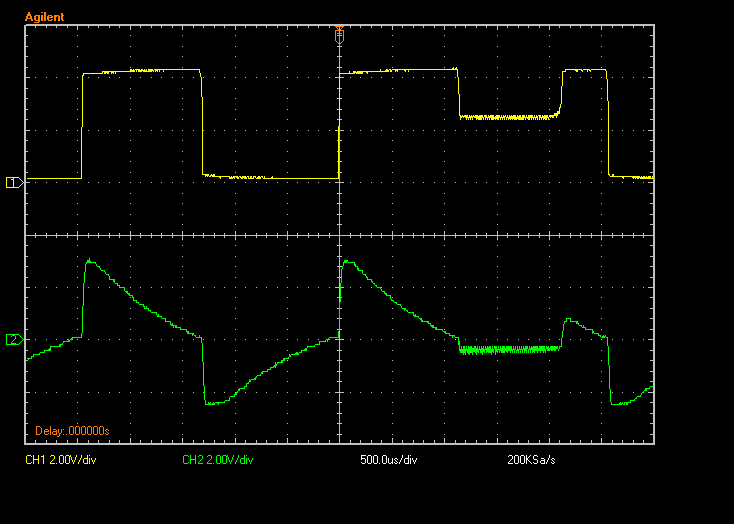 Agilent
T
1
2
Delay:.000000s
CH1 2.00V/div CH2 2.00V/div 500.0us/div 200KSa/s